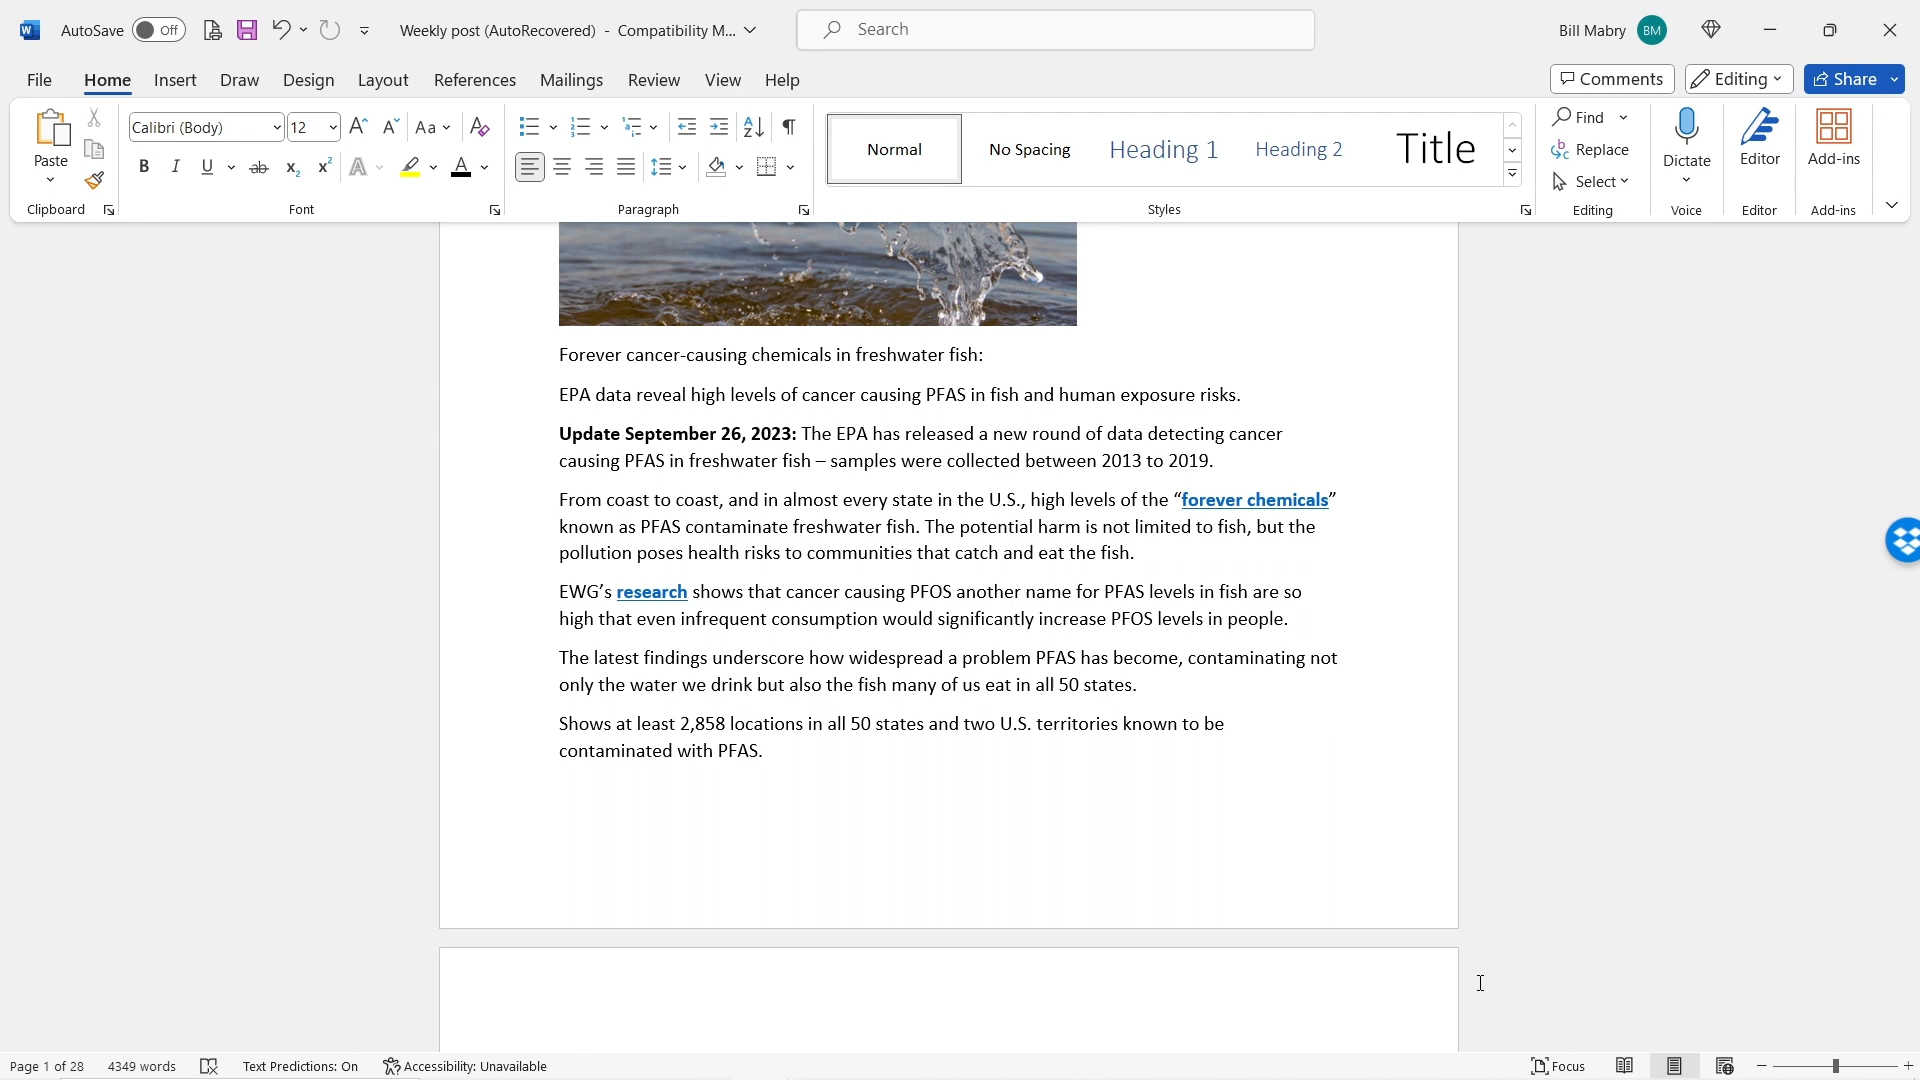 AutoSave Off Weekly post (AutoRecovered) - Compatibility M... Search Bill Mabry BM
File Home Insert Draw Design Layout References Mailings Review View Help Comments Editing Share
Paste Calibri (Body) 12 Aa Normal No Spacing Heading 1 Heading 2 Title Find Replace Select Dictate Editor Add-ins
Clipboard Font Paragraph Styles Editing Voice Editor Add-ins
Forever cancer-causing chemicals in freshwater fish:
EPA data reveal high levels of cancer causing PFAS in fish and human exposure risks.
Update September 26, 2023: The EPA has released a new round of data detecting cancer
causing PFAS in freshwater fish – samples were collected between 2013 to 2019.
From coast to coast, and in almost every state in the U.S., high levels of the “forever chemicals”
known as PFAS contaminate freshwater fish. The potential harm is not limited to fish, but the
pollution poses health risks to communities that catch and eat the fish.
EWG’s research shows that cancer causing PFOS another name for PFAS levels in fish are so
high that even infrequent consumption would significantly increase PFOS levels in people.
The latest findings underscore how widespread a problem PFAS has become, contaminating not
only the water we drink but also the fish many of us eat in all 50 states.
Shows at least 2,858 locations in all 50 states and two U.S. territories known to be
contaminated with PFAS.
Page 1 of 28 4349 words Text Predictions: On Accessibility: Unavailable Focus